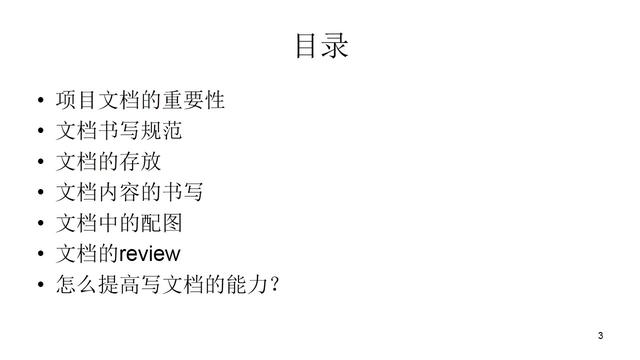 目录
• 项目文档的重要性
• 文档书写规范
• 文档的存放
• 文档内容的书写
• 文档中的配图
• 文档的review
• 怎么提高写文档的能力？
3